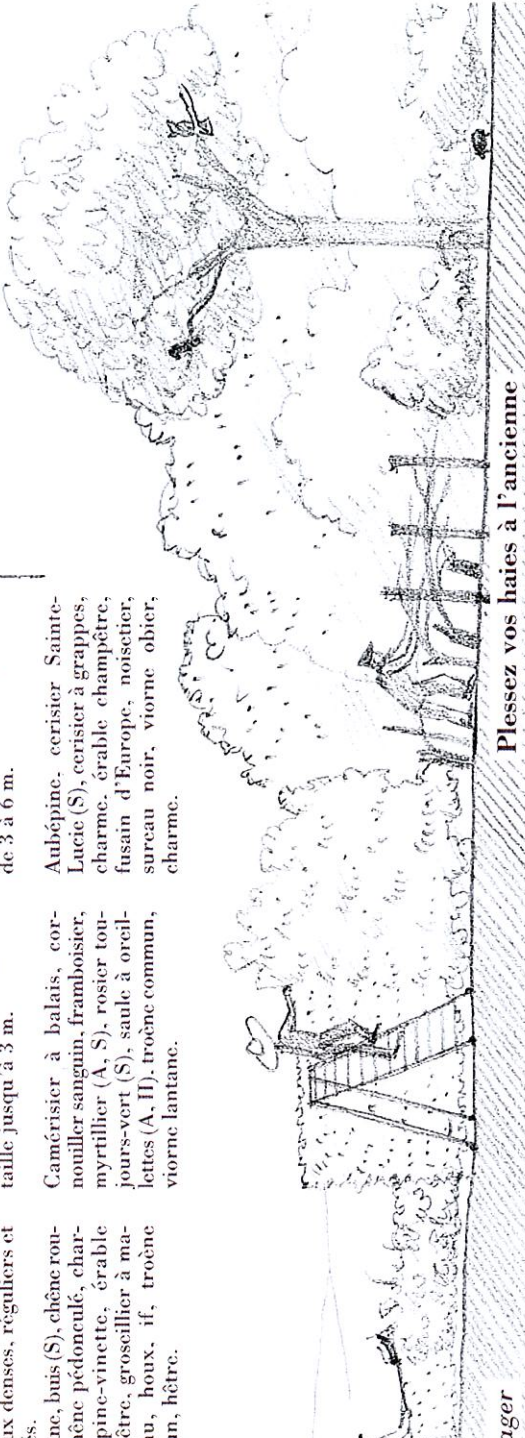 ux denses, réguliers et
es.
ne, buis (S), chêne rou-
hêne pédonculé, char-
pine-vinette, érable
être, groseillier à ma-
u, houx, if, troène
un, hêtre.
taille jusqu'à 3 m.
Camérisier à balais, cor-
nouiller sanguin, framboisier,
myrtillier (A, S), rosier tou-
jours-vert (S), saule à oreil-
lettes (A, H), troène commun,
viorne lantane.
de 3 à 6 m.
Aubépine, cerisier Sainte-
Lucie (S), cerisier à grappes,
charme, érable champêtre,
fusain d'Europe, noisetier,
sureau noir, viorne obier,
charme.
ager
Plessez vos haies à l'ancienne